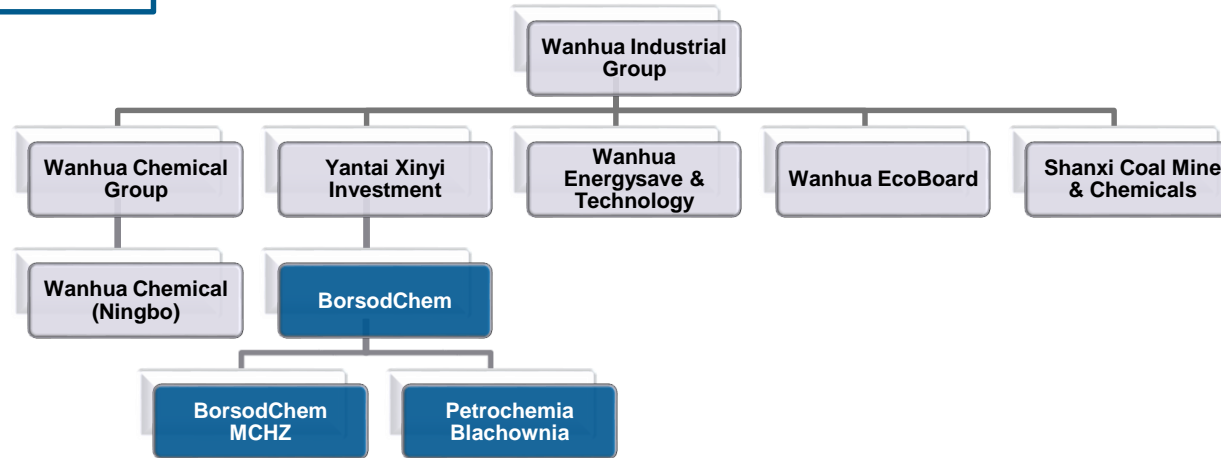 Wanhua Industrial
Group
Wanhua Chemical
Group
Yantai Xinyi
Investment
Wanhua
Energysave &
Technology
Wanhua EcoBoard
Shanxi Coal Mine
& Chemicals
Wanhua Chemical
(Ningbo)
BorsodChem
BorsodChem
MCHZ
Petrochemia
Blachownia